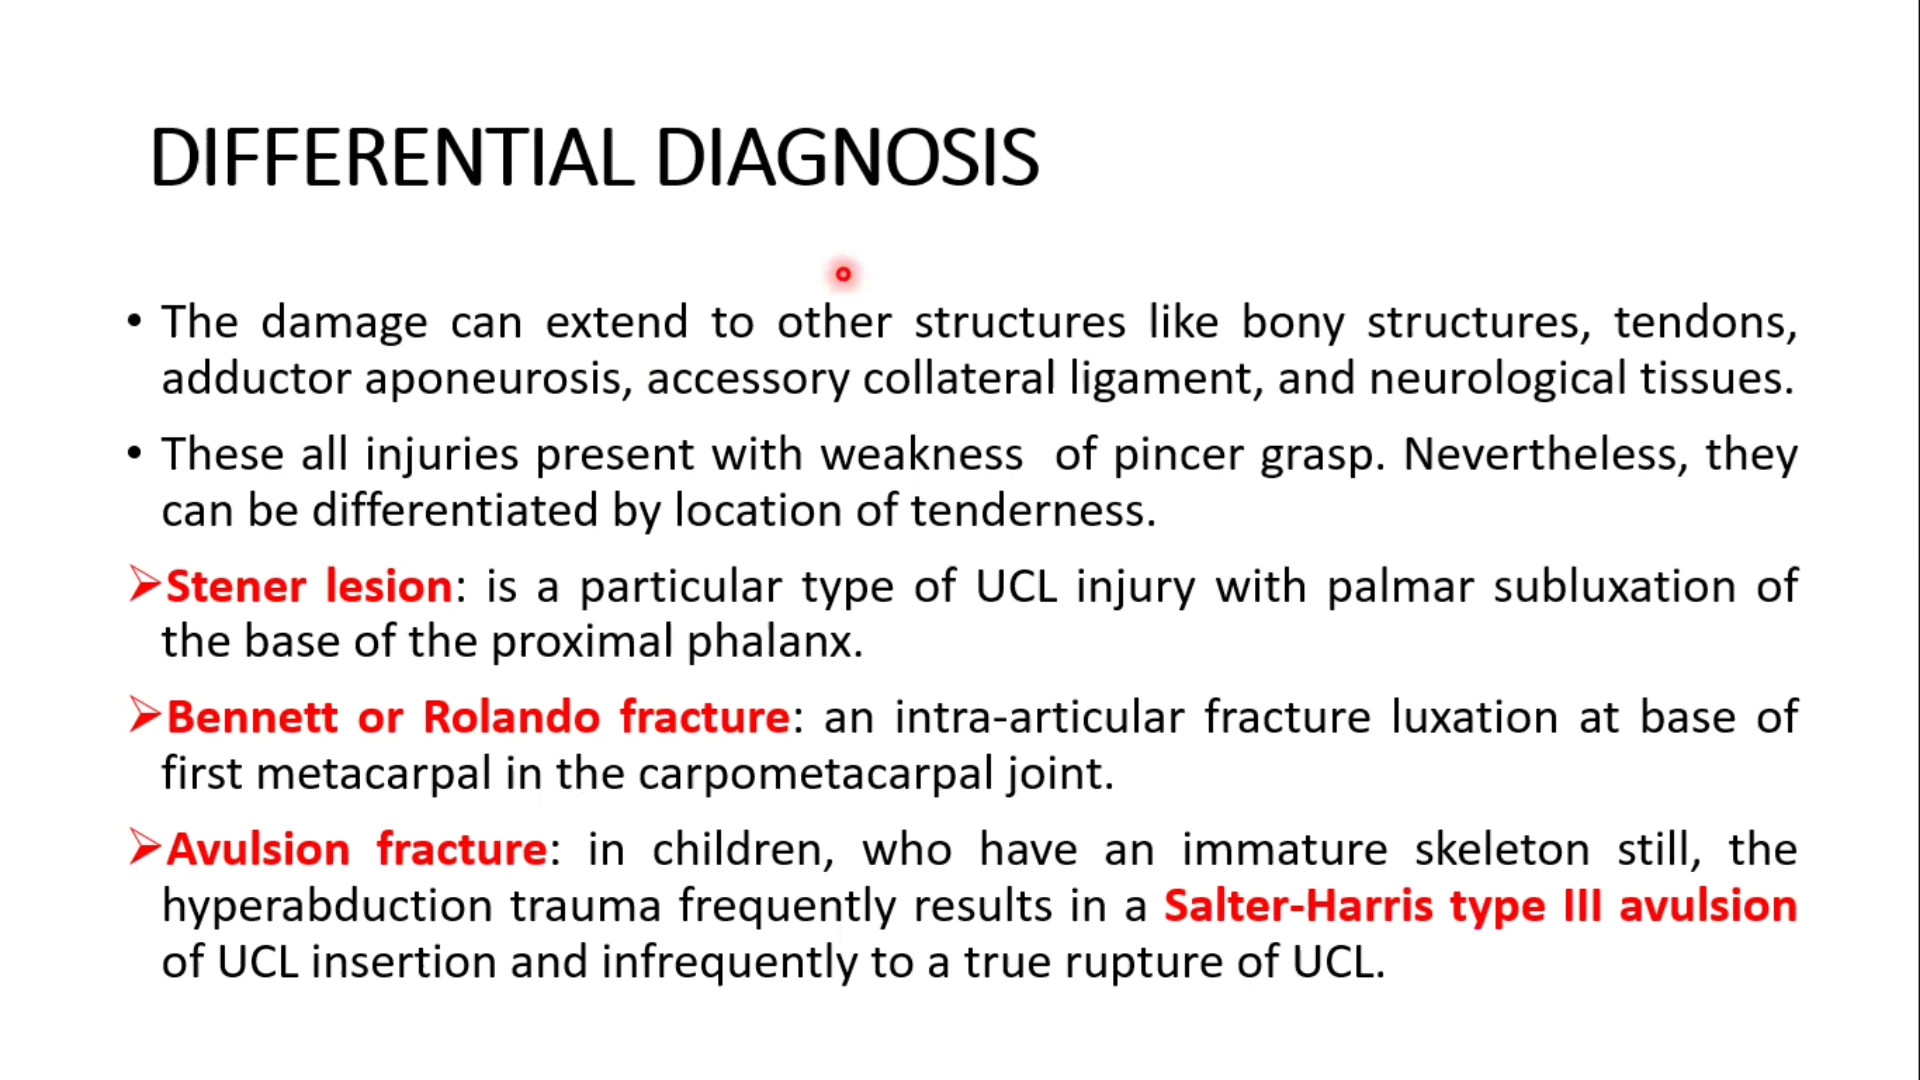 DIFFERENTIAL DIAGNOSIS
• The damage can extend to other structures like bony structures, tendons,
adductor aponeurosis, accessory collateral ligament, and neurological tissues.
• These all injuries present with weakness of pincer grasp. Nevertheless, they
can be differentiated by location of tenderness.
➢Stener lesion: is a particular type of UCL injury with palmar subluxation of
the base of the proximal phalanx.
➢Bennett or Rolando fracture: an intra-articular fracture luxation at base of
first metacarpal in the carpometacarpal joint.
➢Avulsion fracture: in children, who have an immature skeleton still, the
hyperabduction trauma frequently results in a Salter-Harris type III avulsion
of UCL insertion and infrequently to a true rupture of UCL.